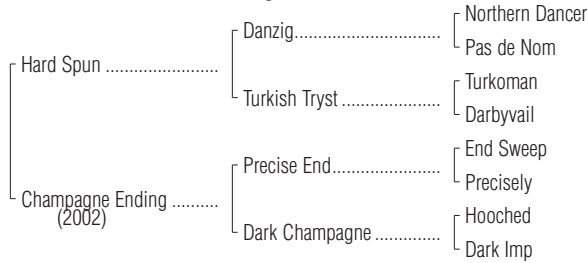 Northern Dancer
Danzig.................................
Pas de Nom
Hard Spun .........................
Turkoman
Turkish Tryst ......................
Darbyvail
End Sweep
Precise End.........................
Precisely
Champagne Ending ..........
(2002)
Hooched
Dark Champagne ...............
Dark Imp